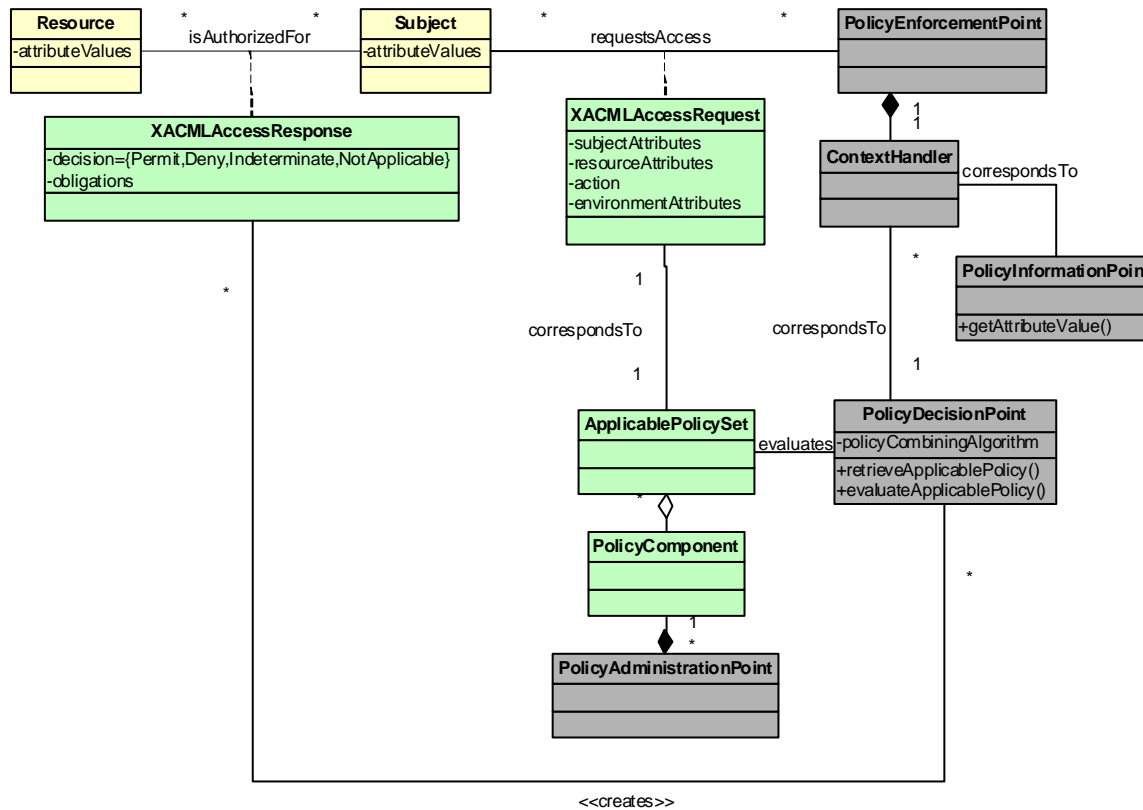 * * * *
Resource
-attributeValues
isAuthorizedFor
Subject
-attributeValues
requestsAccess
PolicyEnforcementPoint
1
1
XACMLAccessResponse
-decision={Permit,Deny,Indeterminate,NotApplicable}
-obligations
XACMLAccessRequest
-subjectAttributes
-resourceAttributes
-action
-environmentAttributes
ContextHandler
correspondsTo
*
PolicyInformationPoint
+getAttributeValue()
*
1
correspondsTo
1
correspondsTo
1
ApplicablePolicySet
evaluates
PolicyDecisionPoint
-policyCombiningAlgorithm
+retrieveApplicablePolicy()
+evaluateApplicablePolicy()
*
PolicyComponent
*
1
*
PolicyAdministrationPoint
<<creates>>